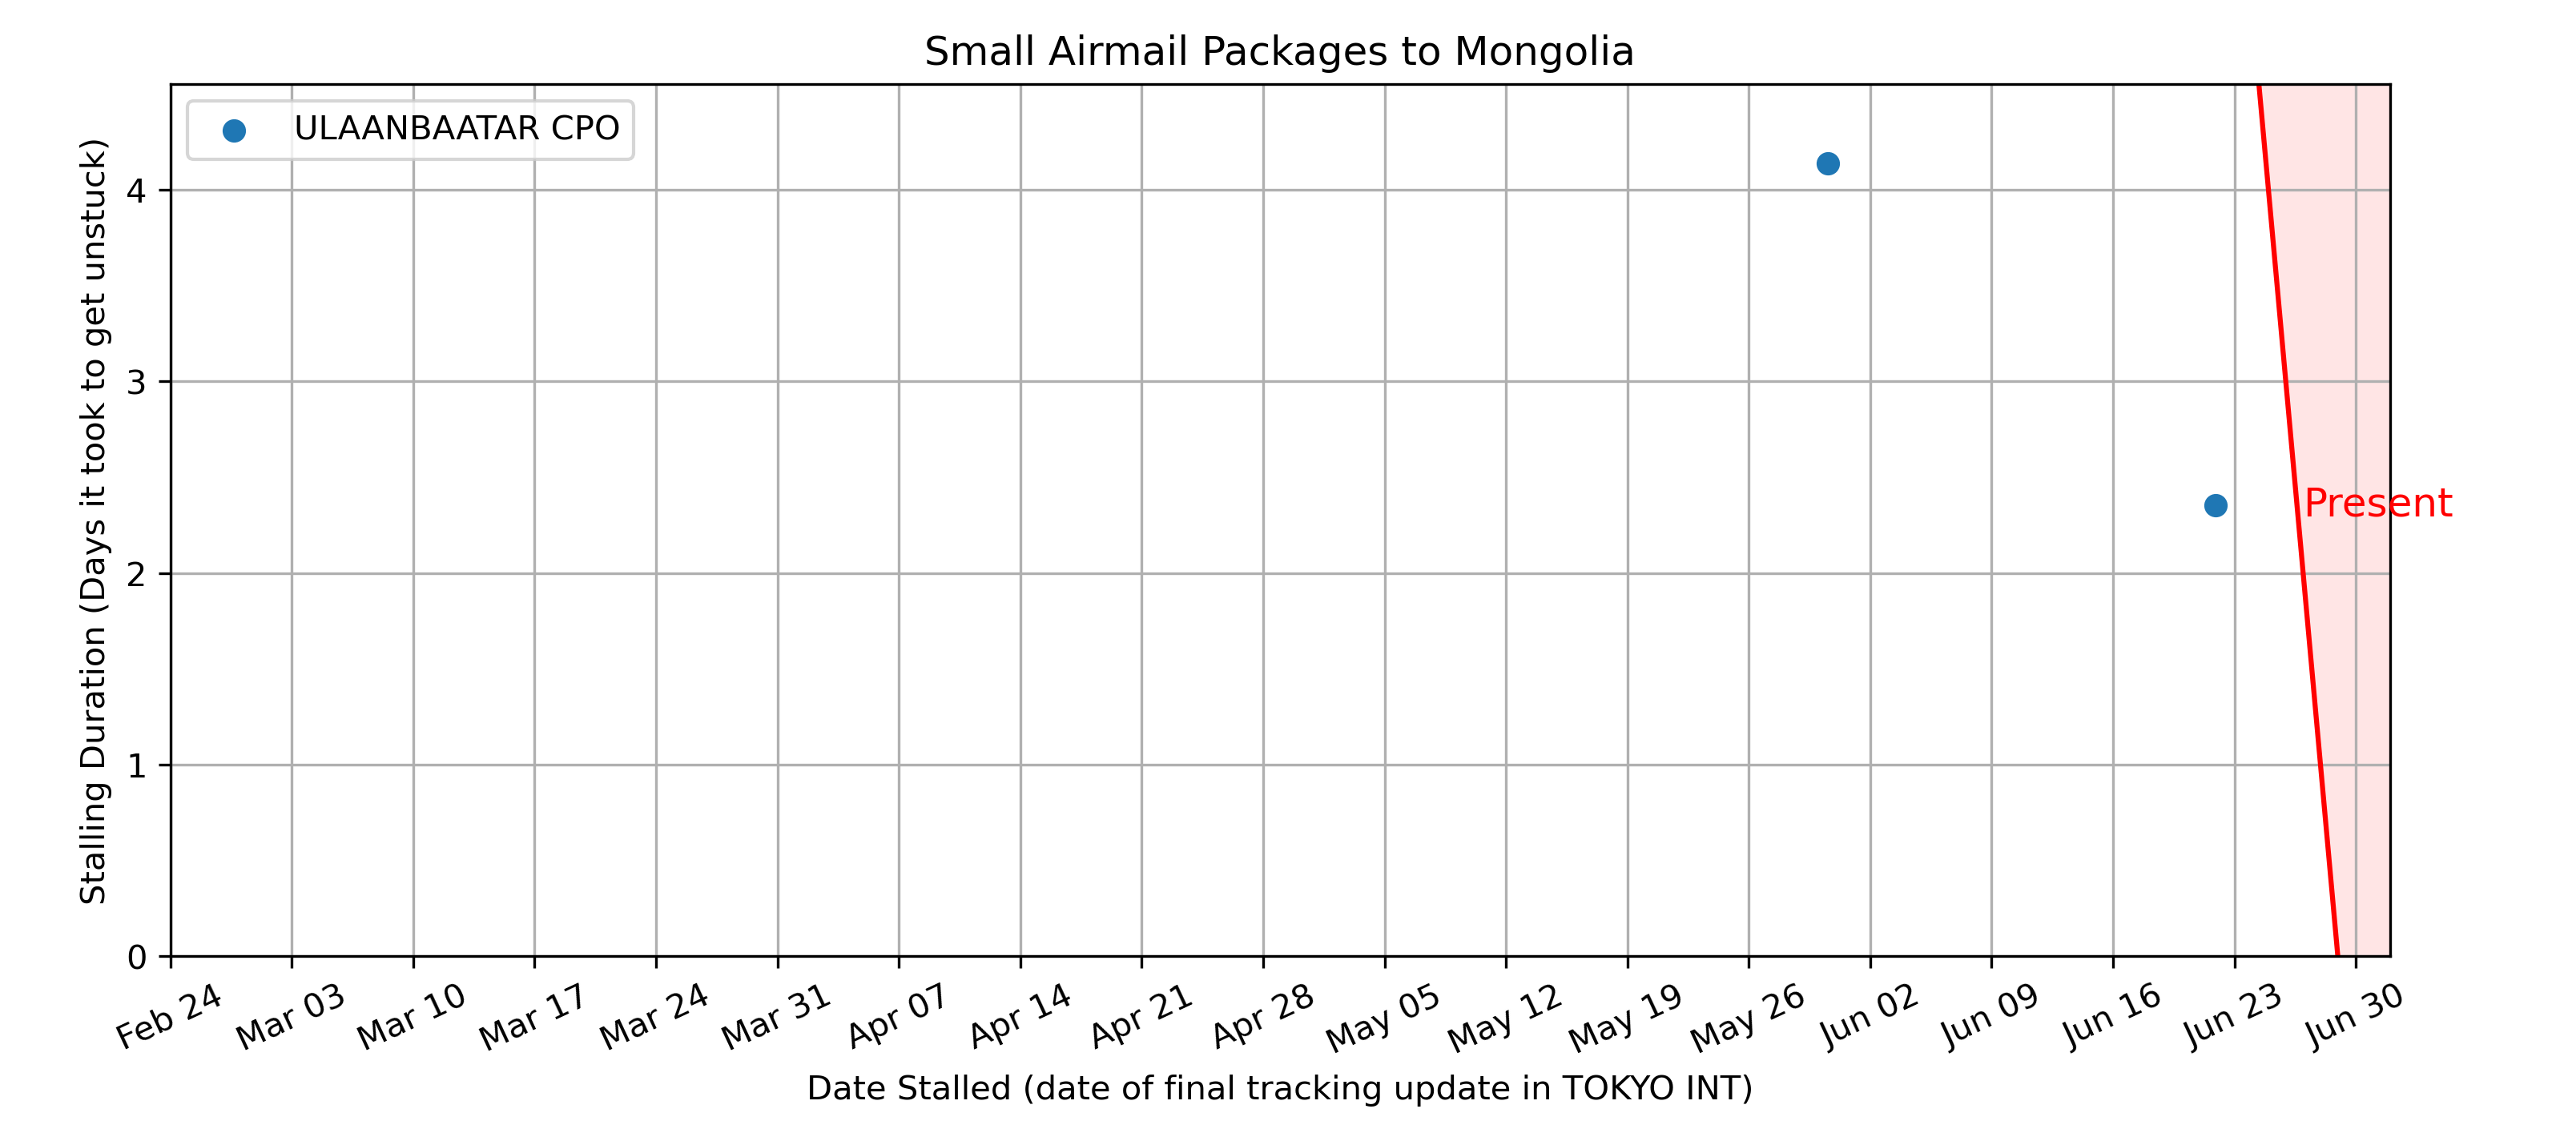 Small Airmail Packages to Mongolia
ULAANBAATAR CPO
Stalling Duration (Days it took to get unstuck)
4
3
2
1
0
Present
Feb 24
Mar 03
Mar 10
Mar 17
Mar 24
Mar 31
Apr 07
Apr 14
Apr 21
Apr 28
May 05
May 12
May 19
May 26
Jun 02
Jun 09
Jun 16
Jun 23
Jun 30
Date Stalled (date of final tracking update in TOKYO INT)